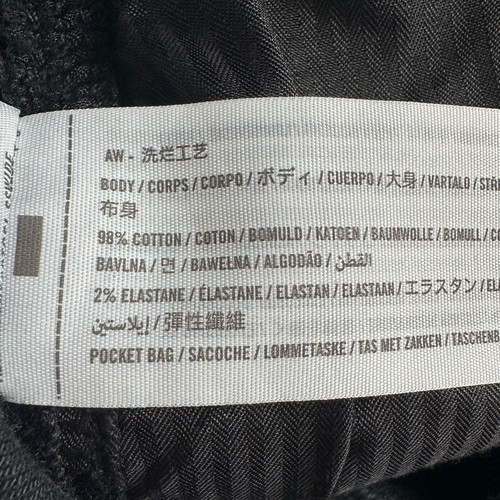 AW - 洗烂工艺
BODY / CORPS / CORPO / ボディ / CUERPO / 大身 / VARTALO /
布身
98% COTTON / COTON / BOMULD / KATOEN / BAUMWOLLE / BOMULL /
BAVLNA / 면 / BAWEŁNA / ALGODÃO / القطن
2% ELASTANE / ÉLASTANE / ELASTAN / ELASTAAN / エラスタン /
إيلاستين / 彈性纖維
POCKET BAG / SACOCHE / LOMMETASKE / TAS MET ZAKKEN /